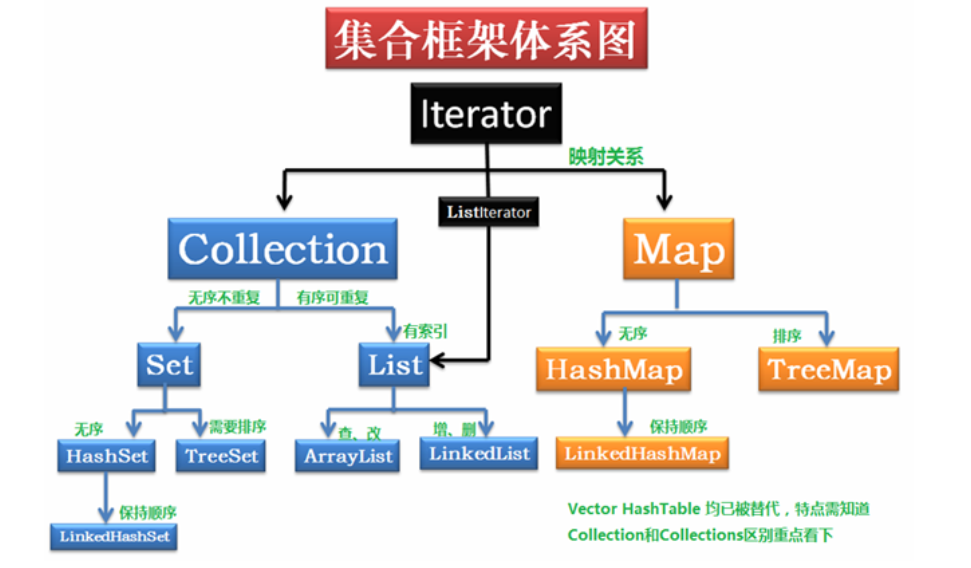 集合框架体系图
Iterator
映射关系
ListIterator
Collection
Map
无序不重复
有序可重复
有索引
无序
排序
Set
List
HashMap
TreeMap
无序
需要排序
查、改
增、删
保持顺序
HashSet
TreeSet
ArrayList
LinkedList
LinkedHashMap
保持顺序
LinkedHashSet
Vector HashTable 均已被替代，特点需知道
Collection和Collections区别重点看下